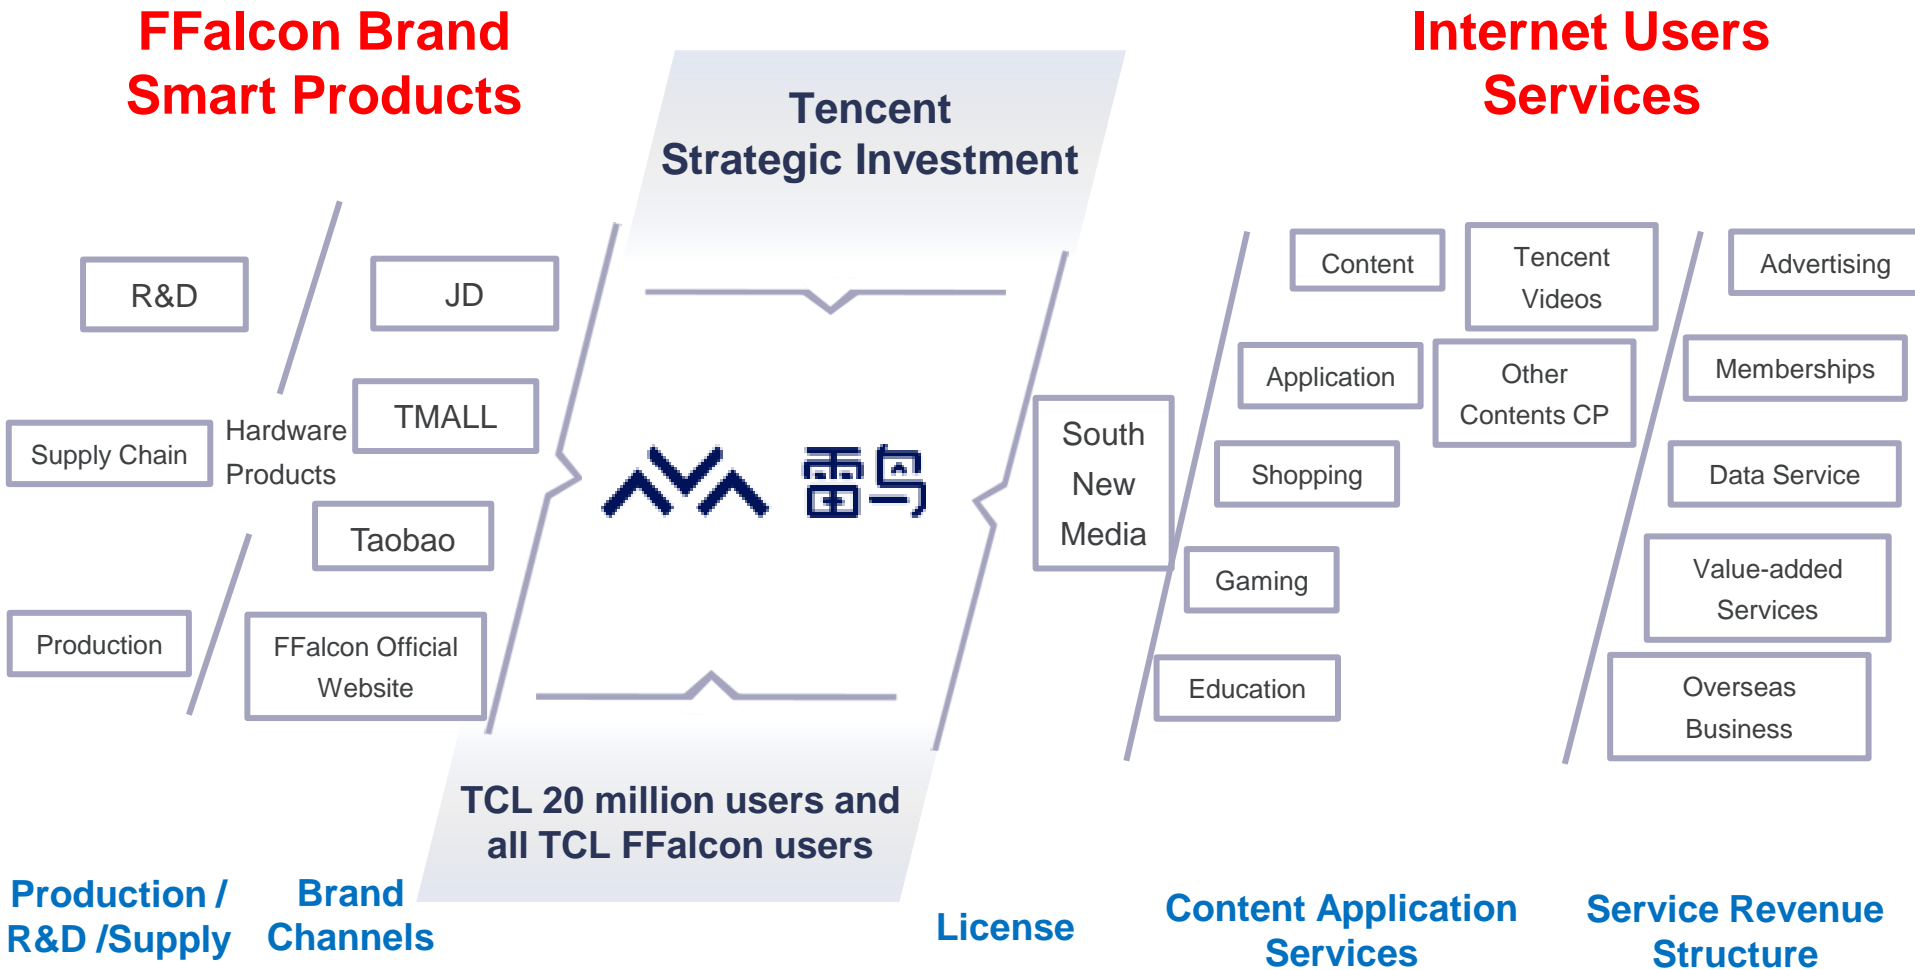 FFalcon Brand
Smart Products
Internet Users
Services
Tencent
Strategic Investment
R&D
JD
TMALL
Supply Chain
Hardware
Products
Taobao
Production
FFalcon Official
Website
雷鸟
South
New
Media
Content
Tencent
Videos
Advertising
Application
Other
Contents CP
Memberships
Shopping
Data Service
Gaming
Value-added
Services
Education
Overseas
Business
TCL 20 million users and
all TCL FFalcon users
Production /
R&D /Supply
Brand
Channels
License
Content Application
Services
Service Revenue
Structure